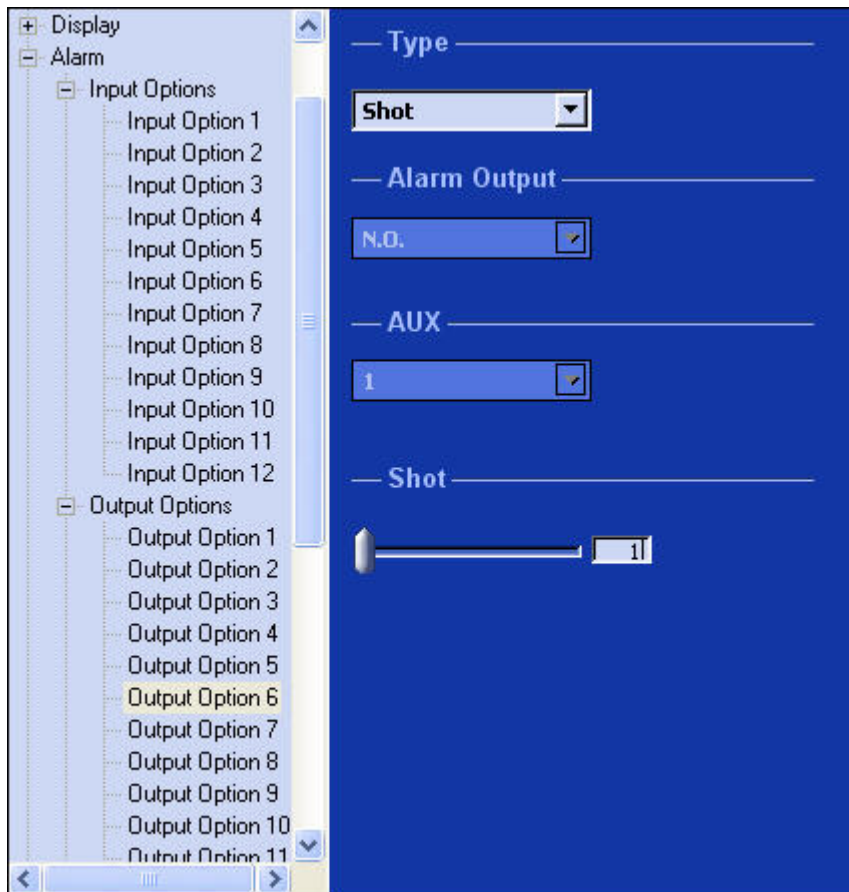 Display
Alarm
Input Options
Input Option 1
Input Option 2
Input Option 3
Input Option 4
Input Option 5
Input Option 6
Input Option 7
Input Option 8
Input Option 9
Input Option 10
Input Option 11
Input Option 12
Output Options
Output Option 1
Output Option 2
Output Option 3
Output Option 4
Output Option 5
Output Option 6
Output Option 7
Output Option 8
Output Option 9
Output Option 10
Output Option 11
Type
Shot
Alarm Output
N.O.
AUX
1
Shot
1